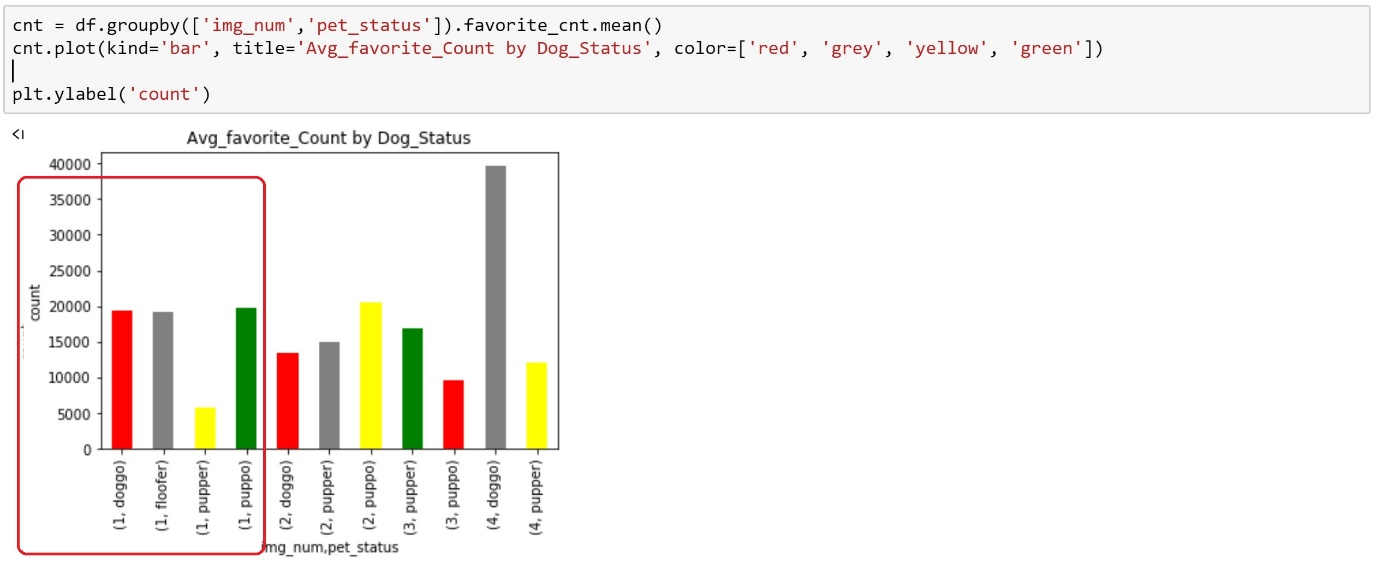 cnt = df.groupby(['img_num','pet_status']).favorite_cnt.mean()
cnt.plot(kind='bar', title='Avg_favorite_Count by Dog_Status', color=['red', 'grey', 'yellow', 'green'])
plt.ylabel('count')
Avg_favorite_Count by Dog_Status
40000
35000
30000
25000
20000
15000
10000
5000
0
count
(1, doggo)
(1, floofer)
(1, pupper)
(1, puppo)
(2, doggo)
(2, pupper)
(2, puppo)
(3, pupper)
(3, puppo)
(4, doggo)
(4, pupper)
img_num,pet_status